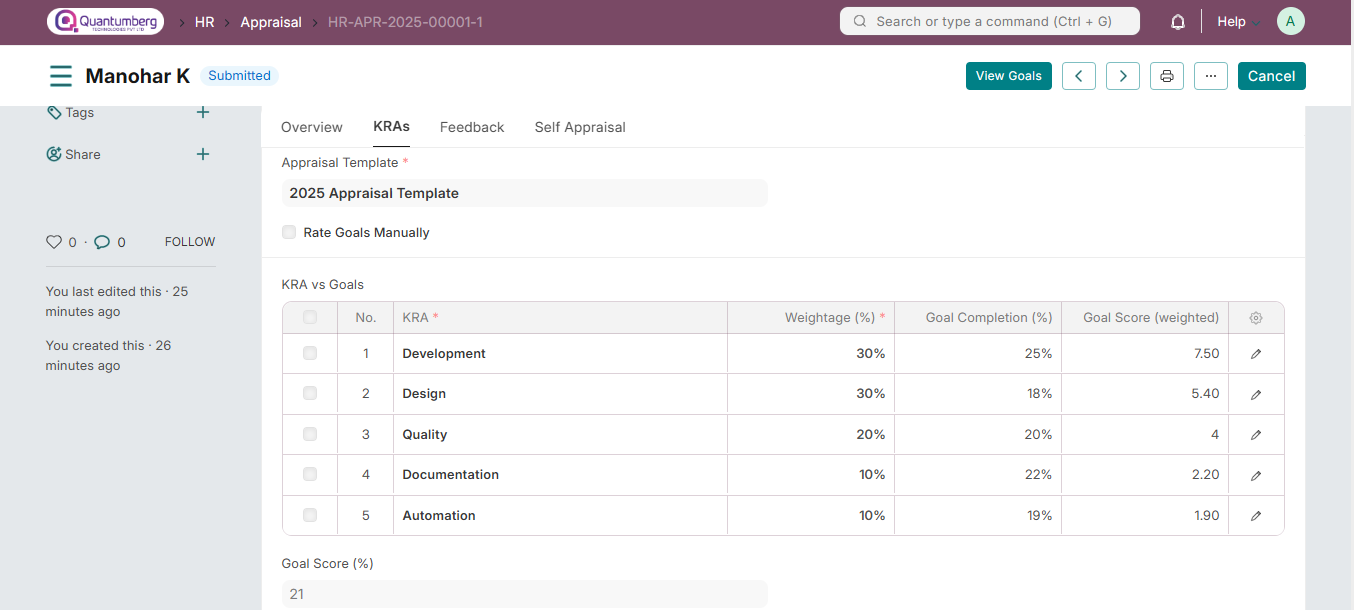 Quantumberg
TECHNOLOGIES PVT LTD
HR
Appraisal
HR-APR-2025-00001-1
Search or type a command (Ctrl + G)
Help
A
Manohar K
Submitted
View Goals
Cancel
Tags
Share
0 · 0
FOLLOW
You last edited this · 25
minutes ago
You created this · 26
minutes ago
Overview
KRAs
Feedback
Self Appraisal
Appraisal Template *
2025 Appraisal Template
Rate Goals Manually
KRA vs Goals
No. KRA * Weightage (%) * Goal Completion (%) Goal Score (weighted)
1 Development 30% 25% 7.50
2 Design 30% 18% 5.40
3 Quality 20% 20% 4
4 Documentation 10% 22% 2.20
5 Automation 10% 19% 1.90
Goal Score (%)
21